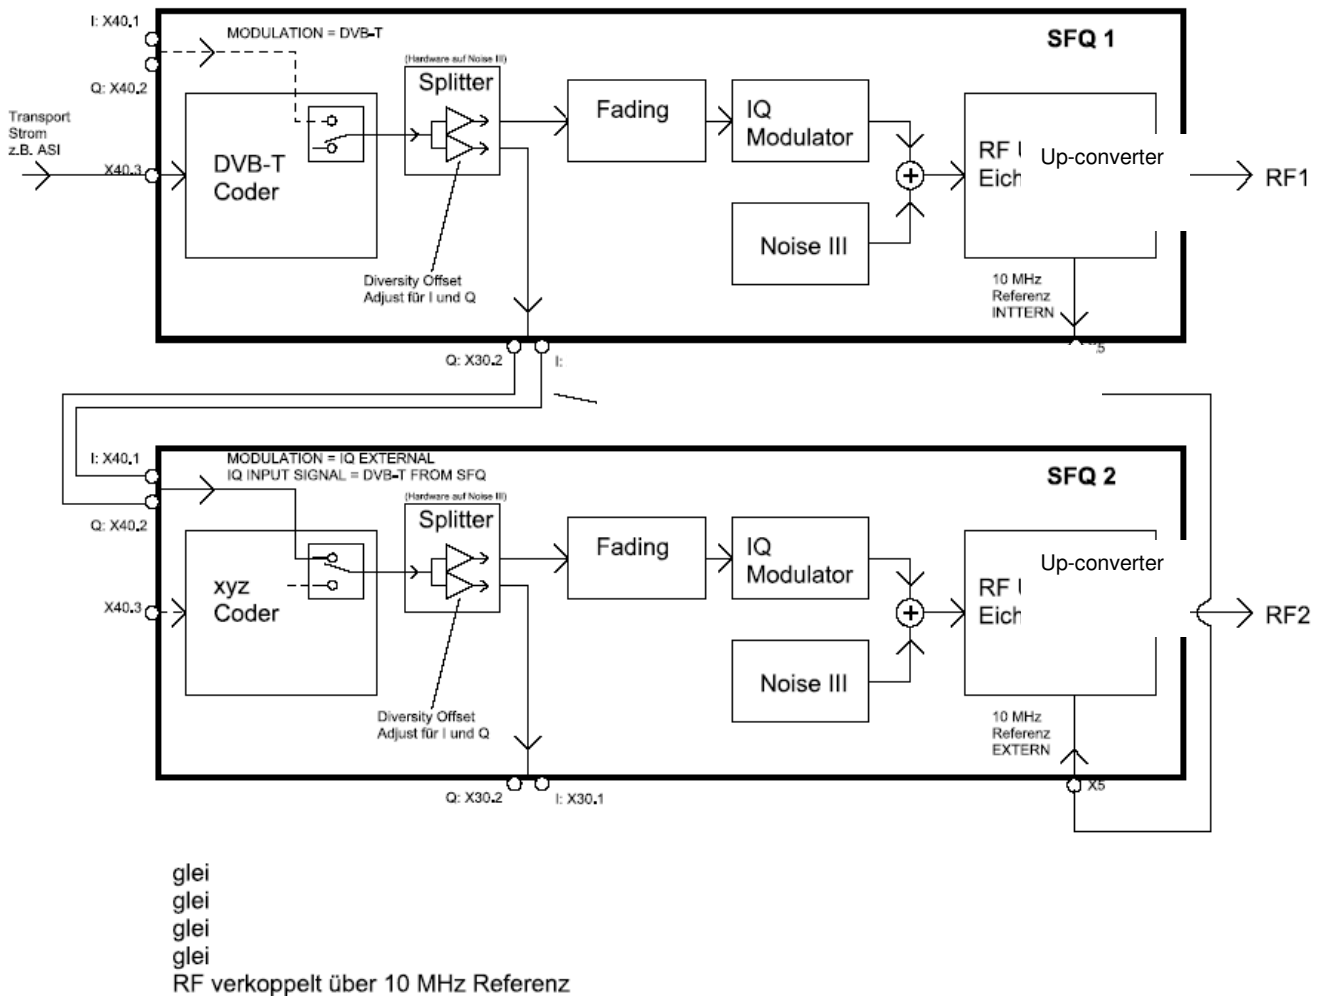 I: X40.1
MODULATION = DVB-T
SFQ 1
(Hardware auf Noise III)
Splitter
Q: X40.2
Fading
IQ
Modulator
Transport
Strom
z.B. ASI
X40.3
DVB-T
Coder
RF
Eich
Up-converter
RF1
Noise III
Diversity Offset
Adjust für I und Q
10 MHz
Referenz
INTTERN
Q: X30.2
I:
5
I: X40.1
MODULATION = IQ EXTERNAL
IQ INPUT SIGNAL = DVB-T FROM SFQ
SFQ 2
(Hardware auf Noise III)
Splitter
Q: X40.2
Fading
IQ
Modulator
X40.3
xyz
Coder
RF
Eich
Up-converter
RF2
Noise III
Diversity Offset
Adjust für I und Q
10 MHz
Referenz
EXTERN
Q: X30.2
I: X30.1
X5
glei
glei
glei
glei
RF verkoppelt über 10 MHz Referenz